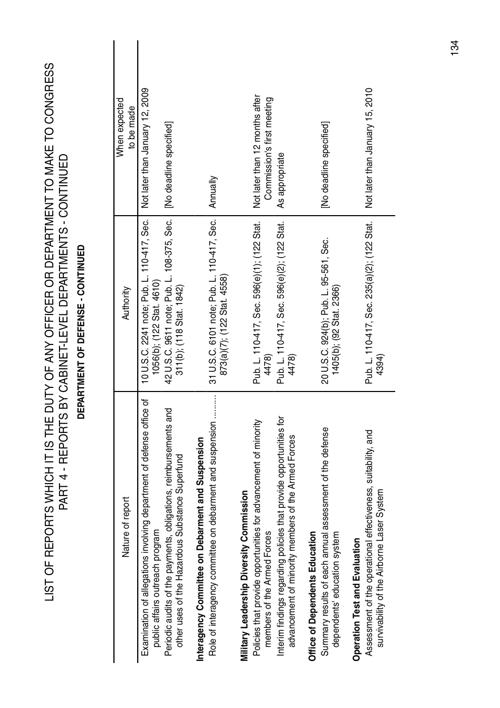 LIST OF REPORTS WHICH IT IS THE DUTY OF ANY OFFICER OR DEPARTMENT TO MAKE TO CONGRESS
PART 4 - REPORTS BY CABINET-LEVEL DEPARTMENTS - CONTINUED
DEPARTMENT OF DEFENSE - CONTINUED
Nature of report
Authority
When expected
to be made
Examination of allegations involving department of defense office of
public affairs outreach program
10 U.S.C. 2241 note; Pub. L. 110-417, Sec.
1056(b); (122 Stat. 4610)
Not later than January 12, 2009
Periodic audits of the payments, obligations, reimbursements and
other uses of the Hazardous Substance Superfund
42 U.S.C. 9611 note; Pub. L. 108-375, Sec.
311(b); (118 Stat. 1842)
[No deadline specified]
Interagency Committee on Debarment and Suspension
Role of interagency committee on debarment and suspension ..........
31 U.S.C. 6101 note; Pub. L. 110-417, Sec.
873(a)(7); (122 Stat. 4558)
Annually
Military Leadership Diversity Commission
Policies that provide opportunities for advancement of minority
members of the Armed Forces
Pub. L. 110-417, Sec. 596(e)(1); (122 Stat.
4478)
Not later than 12 months after
Commission's first meeting
Interim findings regarding policies that provide opportunities for
advancement of minority members of the Armed Forces
Pub. L. 110-417, Sec. 596(e)(2); (122 Stat.
4478)
As appropriate
Office of Dependents Education
Summary results of each annual assessment of the defense
dependents' education system
20 U.S.C. 924(b); Pub. L. 95-561, Sec.
1405(b), (92 Stat. 2366)
[No deadline specified]
Operation Test and Evaluation
Assessment of the operational effectiveness, suitability, and
survivability of the Airborne Laser System
Pub. L. 110-417, Sec. 235(a)(2); (122 Stat.
4394)
Not later than January 15, 2010
134